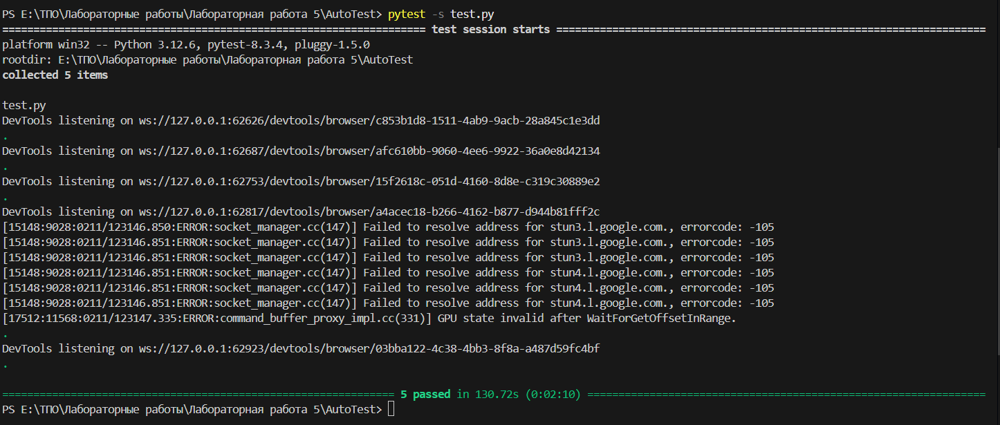 PS E:\ТПО\Лабораторные работы\Лабораторная работа 5\AutoTest> pytest -s test.py
==================================================================== test session starts =====================================================================
platform win32 -- Python 3.12.6, pytest-8.3.4, pluggy-1.5.0
rootdir: E:\ТПО\Лабораторные работы\Лабораторная работа 5\AutoTest
collected 5 items
test.py
DevTools listening on ws://127.0.0.1:62626/devtools/browser/c853b1d8-1511-4ab9-9acb-28a845c1e3dd
.
DevTools listening on ws://127.0.0.1:62687/devtools/browser/afc610bb-9060-4ee6-9922-36a0e8d42134
.
DevTools listening on ws://127.0.0.1:62753/devtools/browser/15f2618c-051d-4160-8d8e-c319c30889e2
.
DevTools listening on ws://127.0.0.1:62817/devtools/browser/a4acec18-b266-4162-b877-d944b81fff2c
[15148:9028:0211/123146.850:ERROR:socket_manager.cc(147)] Failed to resolve address for stun3.l.google.com., errorcode: -105
[15148:9028:0211/123146.851:ERROR:socket_manager.cc(147)] Failed to resolve address for stun3.l.google.com., errorcode: -105
[15148:9028:0211/123146.851:ERROR:socket_manager.cc(147)] Failed to resolve address for stun3.l.google.com., errorcode: -105
[15148:9028:0211/123146.851:ERROR:socket_manager.cc(147)] Failed to resolve address for stun4.l.google.com., errorcode: -105
[15148:9028:0211/123146.851:ERROR:socket_manager.cc(147)] Failed to resolve address for stun4.l.google.com., errorcode: -105
[15148:9028:0211/123146.851:ERROR:socket_manager.cc(147)] Failed to resolve address for stun4.l.google.com., errorcode: -105
[17512:11568:0211/123147.335:ERROR:command_buffer_proxy_impl.cc(331)] GPU state invalid after WaitForGetOffsetInRange.
.
DevTools listening on ws://127.0.0.1:62923/devtools/browser/03bba122-4c38-4bb3-8f8a-a487d59fc4bf
.
=============================================================== 5 passed in 130.72s (0:02:10) ================================================================
PS E:\ТПО\Лабораторные работы\Лабораторная работа 5\AutoTest>